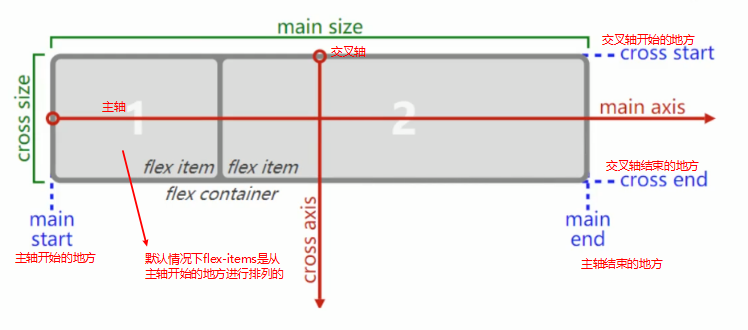 main size
交叉轴开始的地方
交叉轴
cross start
cross size
主轴
1
2
main axis
flex item
flex item
交叉轴结束的地方
cross end
flex container
main
start
cross axis
main
end
主轴开始的地方
默认情况下flex-items是从
主轴开始的地方进行排列的
主轴结束的地方